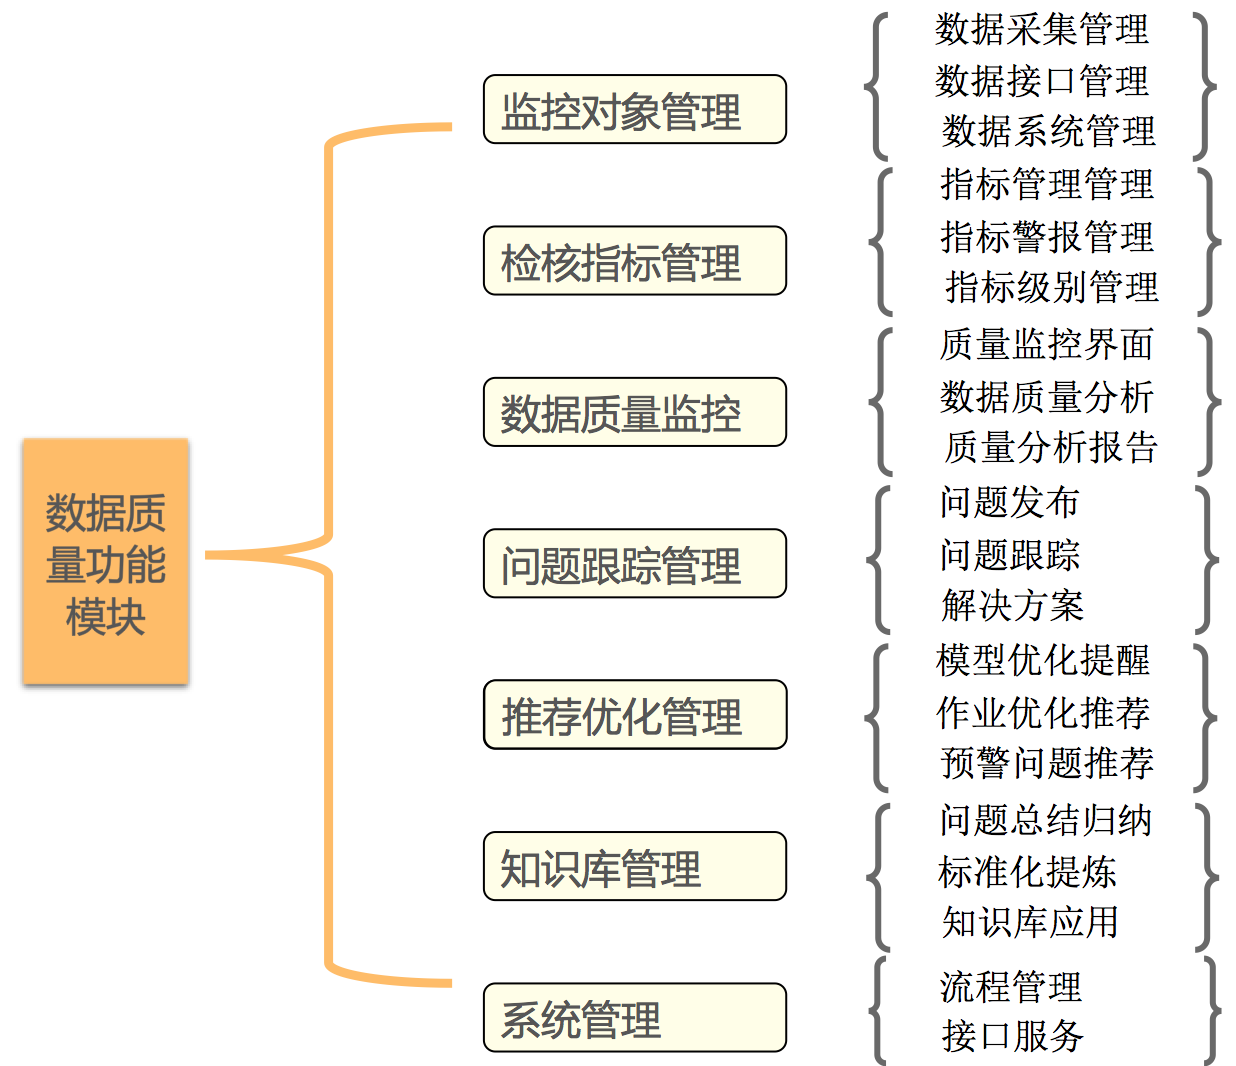 数据质
量功能
模块
监控对象管理
数据采集管理
数据接口管理
数据系统管理
检核指标管理
指标管理管理
指标警报管理
指标级别管理
数据质量监控
质量监控界面
数据质量分析
质量分析报告
问题跟踪管理
问题发布
问题跟踪
解决方案
推荐优化管理
模型优化提醒
作业优化推荐
预警问题推荐
知识库管理
问题总结归纳
标准化提炼
知识库应用
系统管理
流程管理
接口服务